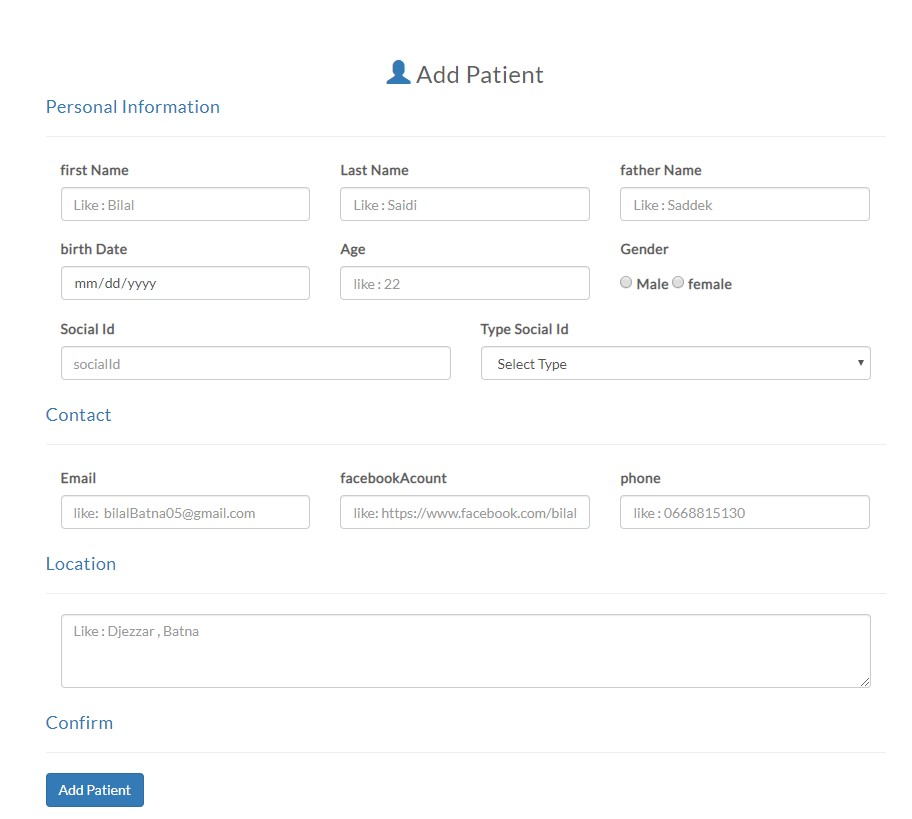 Add Patient
Personal Information
first Name Last Name father Name
Like : Bilal Like : Saidi Like : Saddek
birth Date Age Gender
mm/dd/yyyy like : 22 Male female
Social Id Type Social Id
socialId Select Type
Contact
Email facebookAcount phone
like: bilalBatna05@gmail.com like: https://www.facebook.com/bilal like : 0668815130
Location
Like : Djezzar , Batna
Confirm
Add Patient